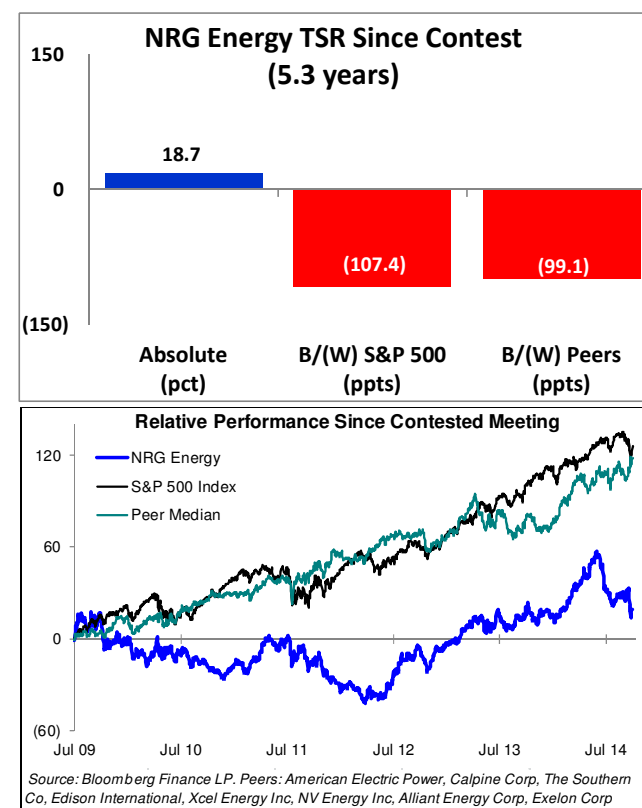 NRG Energy TSR Since Contest
(5.3 years)
150
18.7
0
(107.4)
(99.1)
(150)
Absolute
(pct)
B/(W) S&P 500
(ppts)
B/(W) Peers
(ppts)
Relative Performance Since Contested Meeting
120
NRG Energy
S&P 500 Index
Peer Median
60
0
(60)
Jul 09 Jul 10 Jul 11 Jul 12 Jul 13 Jul 14
Source: Bloomberg Finance LP. Peers: American Electric Power, Calpine Corp, The Southern
Co, Edison International, Xcel Energy Inc, NV Energy Inc, Alliant Energy Corp, Exelon Corp